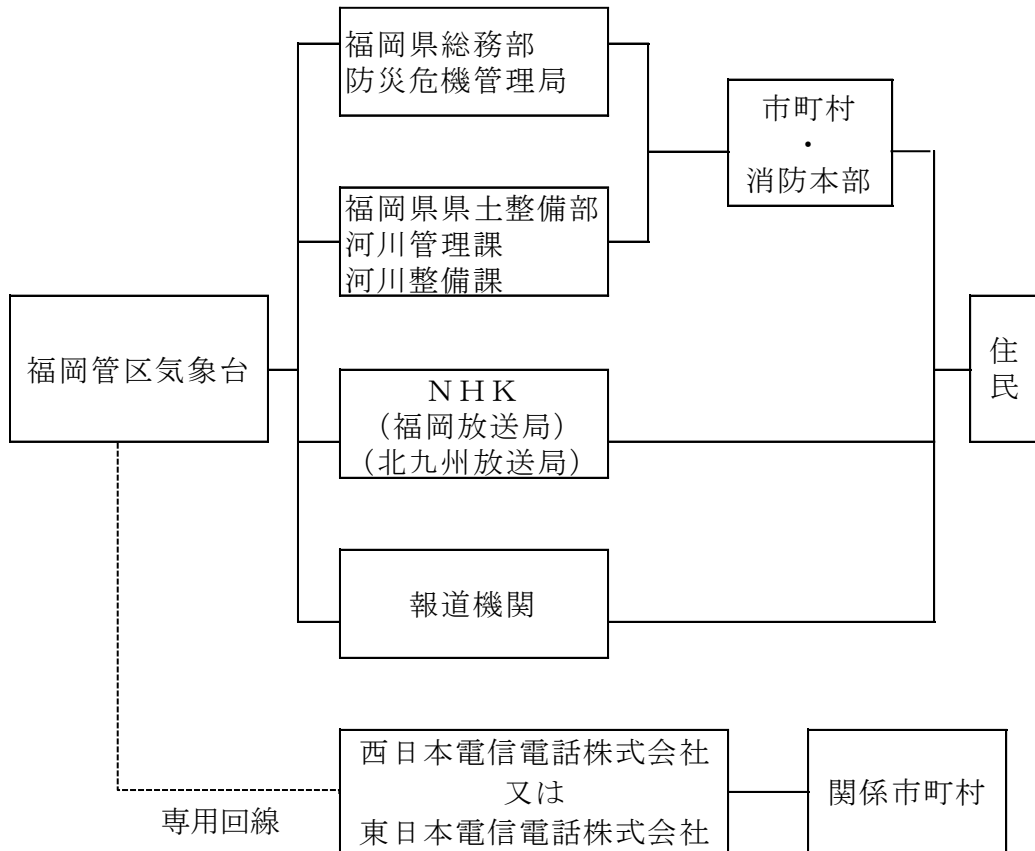 福岡県総務部
防災危機管理局
市町村
・
消防本部
福岡県県土整備部
河川管理課
河川整備課
福岡管区気象台
住
民
ＮＨＫ
（福岡放送局）
（北九州放送局）
報道機関
西日本電信電話株式会社
又は
東日本電信電話株式会社
関係市町村
専用回線